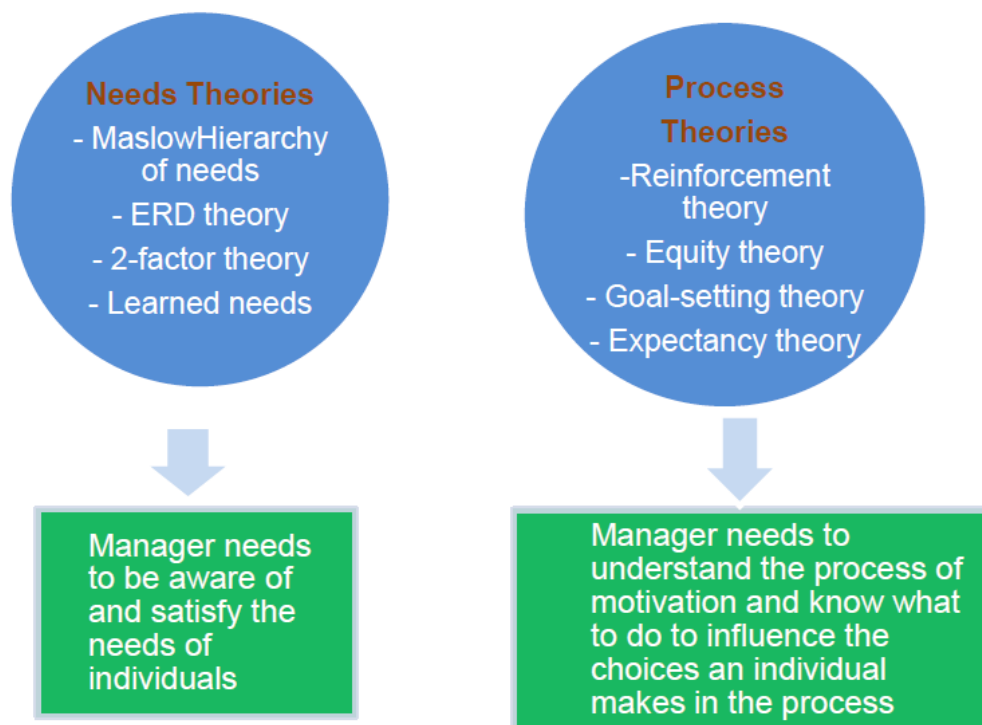 Needs Theories
- MaslowHierarchy
of needs
- ERD theory
- 2-factor theory
- Learned needs
Manager needs
to be aware of
and satisfy the
needs of
individuals
Process
Theories
-Reinforcement
theory
- Equity theory
- Goal-setting theory
- Expectancy theory
Manager needs to
understand the process of
motivation and know what
to do to influence the
choices an individual
makes in the process